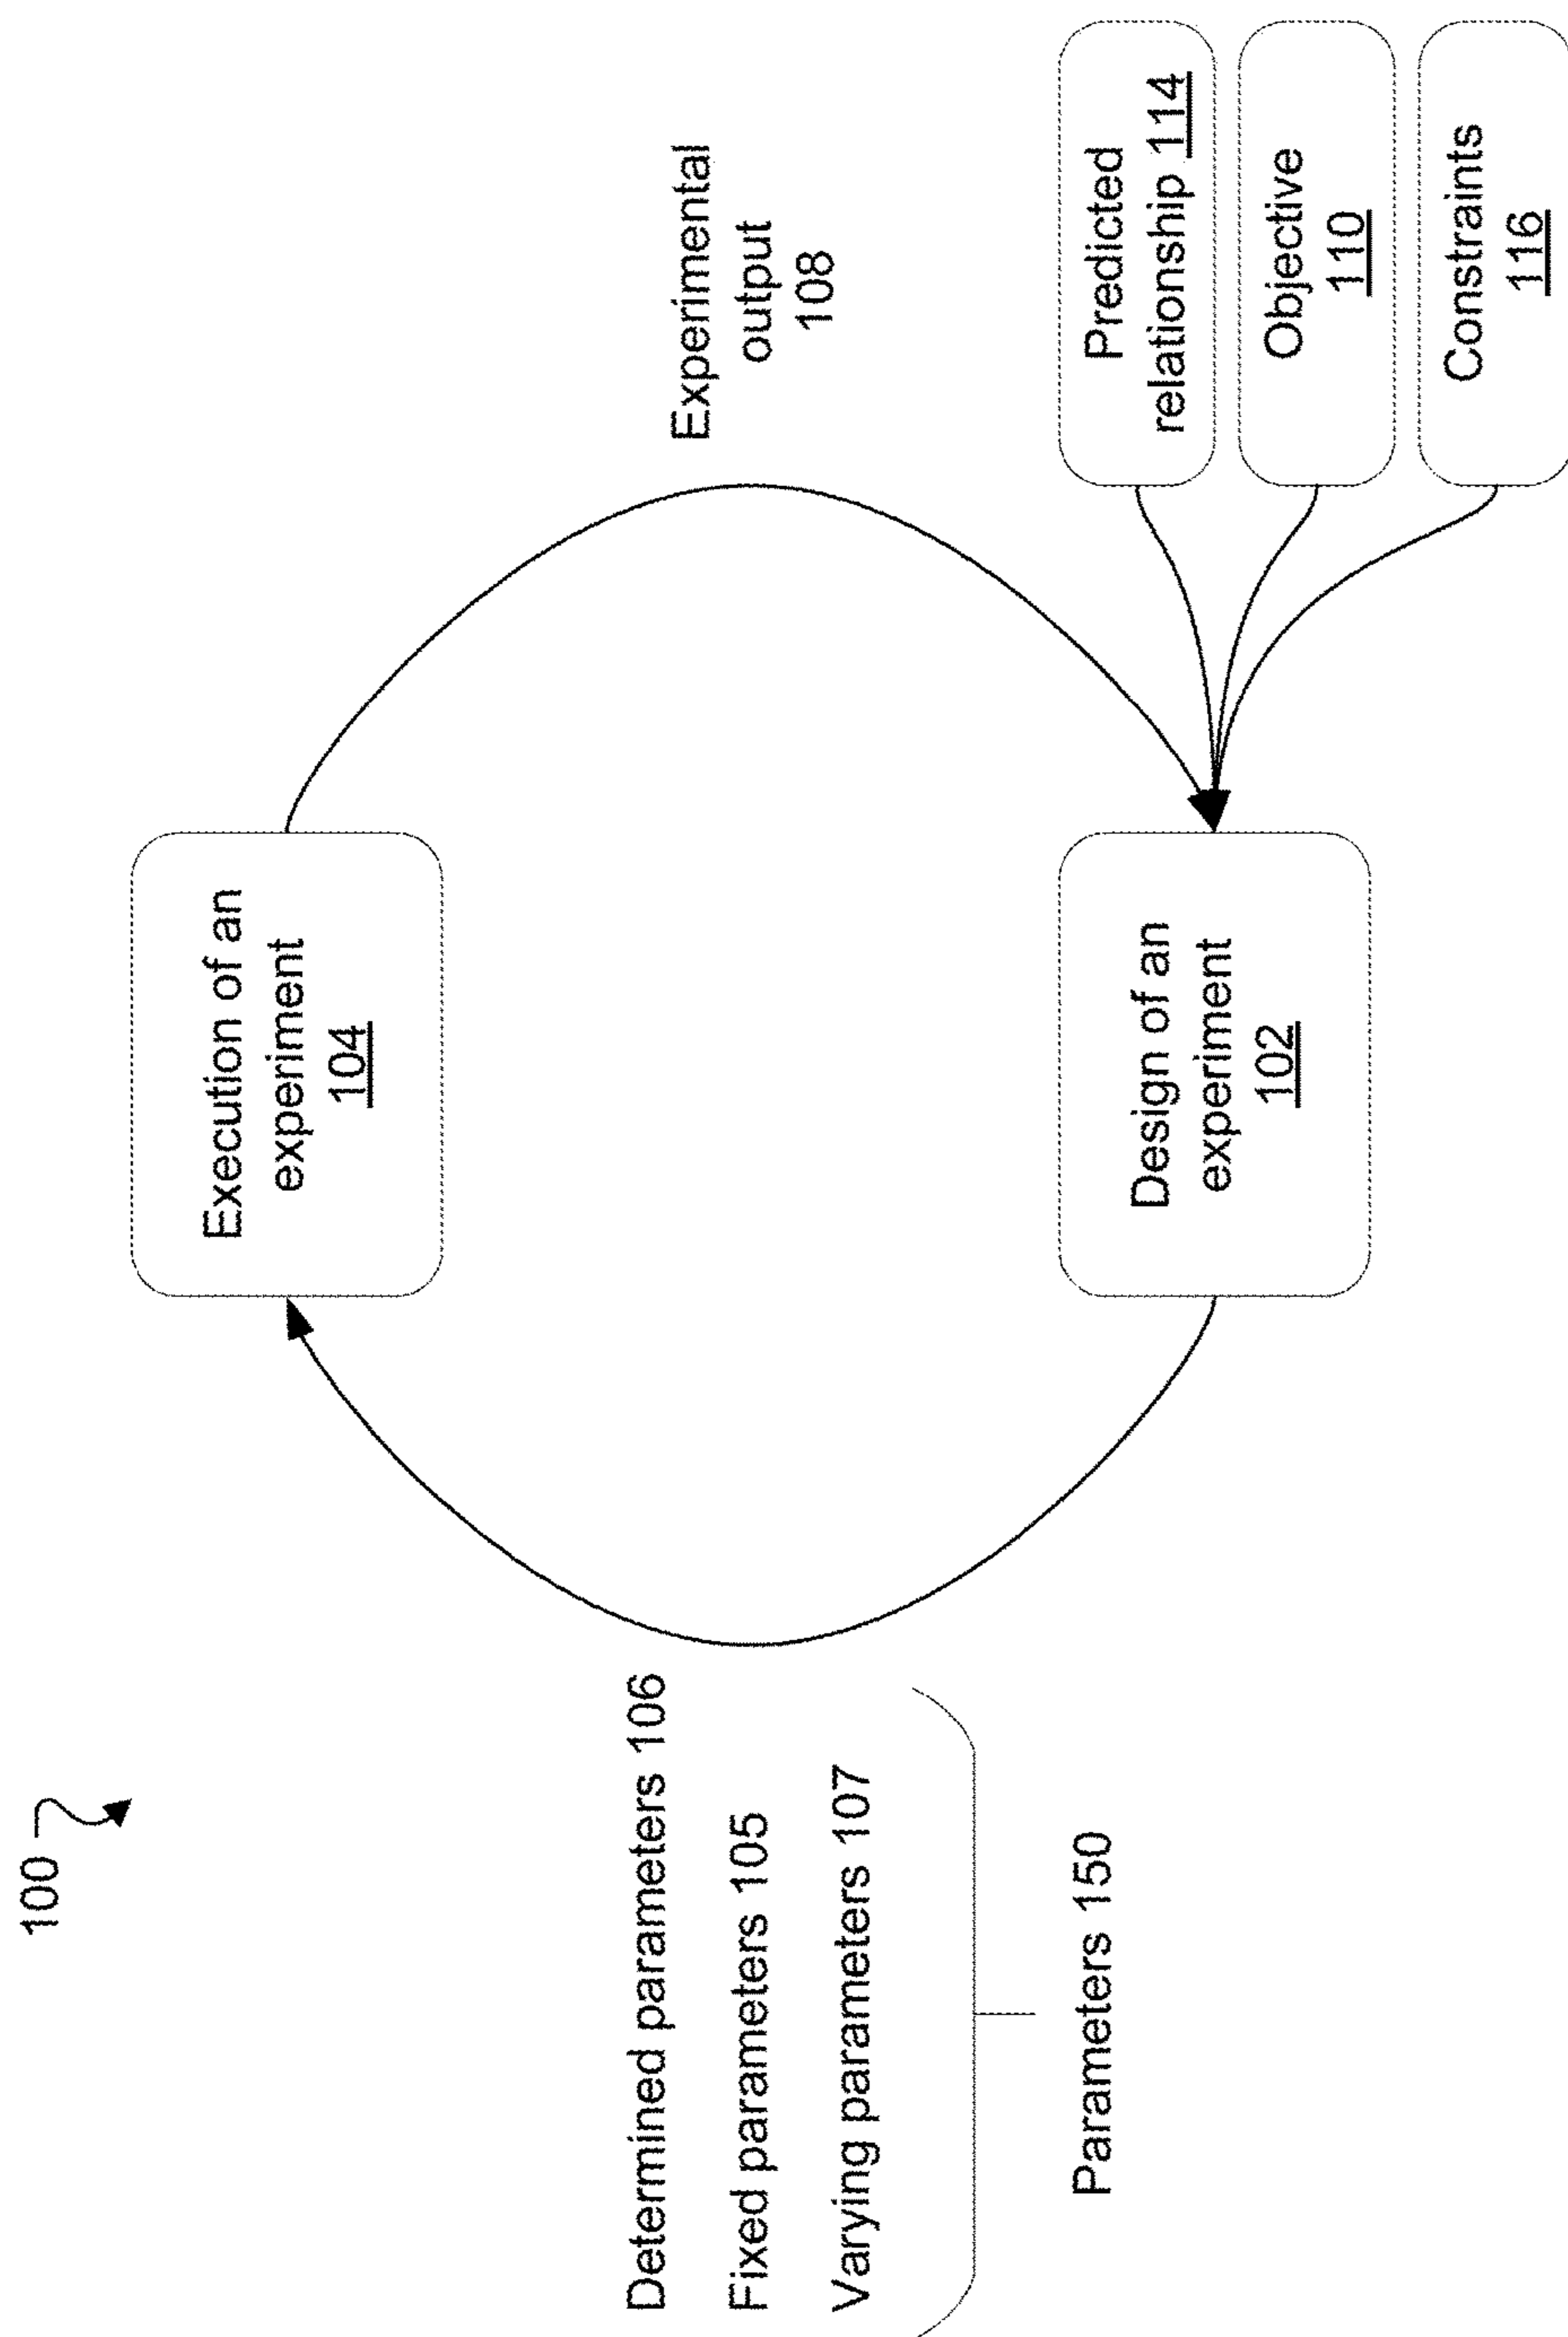 100
Execution of an
experiment
104
Determined parameters 106
Fixed parameters 105
Varying parameters 107
Parameters 150
Experimental
output
108
Design of an
experiment
102
Predicted
relationship 114
Objective
110
Constraints
116